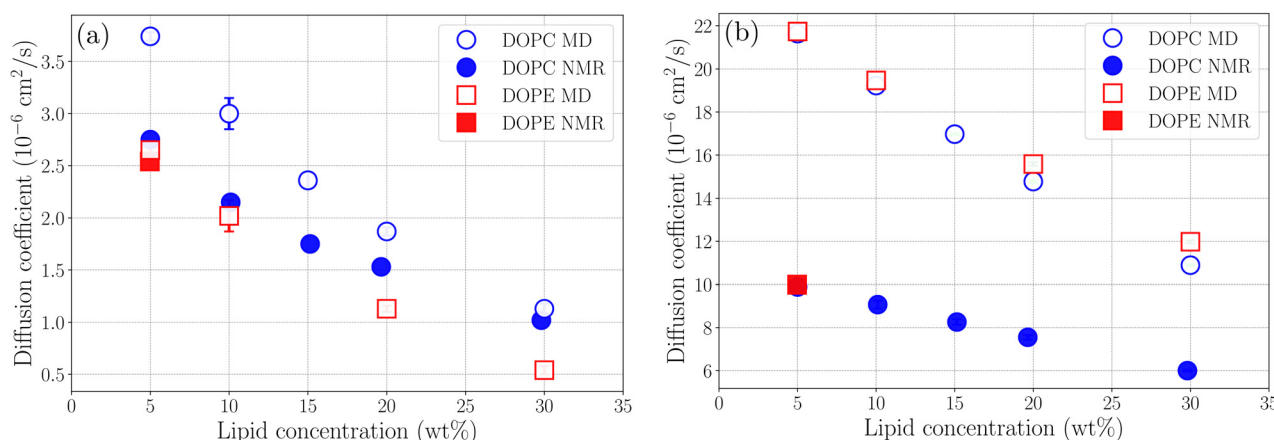 (a)
DOPC MD
DOPC NMR
DOPE MD
DOPE NMR
Diffusion coefficient (10⁻⁶ cm²/s)
3.5
3.0
2.5
2.0
1.5
1.0
0.5
0 5 10 15 20 25 30 35
Lipid concentration (wt%)
(b)
DOPC MD
DOPC NMR
DOPE MD
DOPE NMR
Diffusion coefficient (10⁻⁶ cm²/s)
22
20
18
16
14
12
10
8
6
0 5 10 15 20 25 30 35
Lipid concentration (wt%)